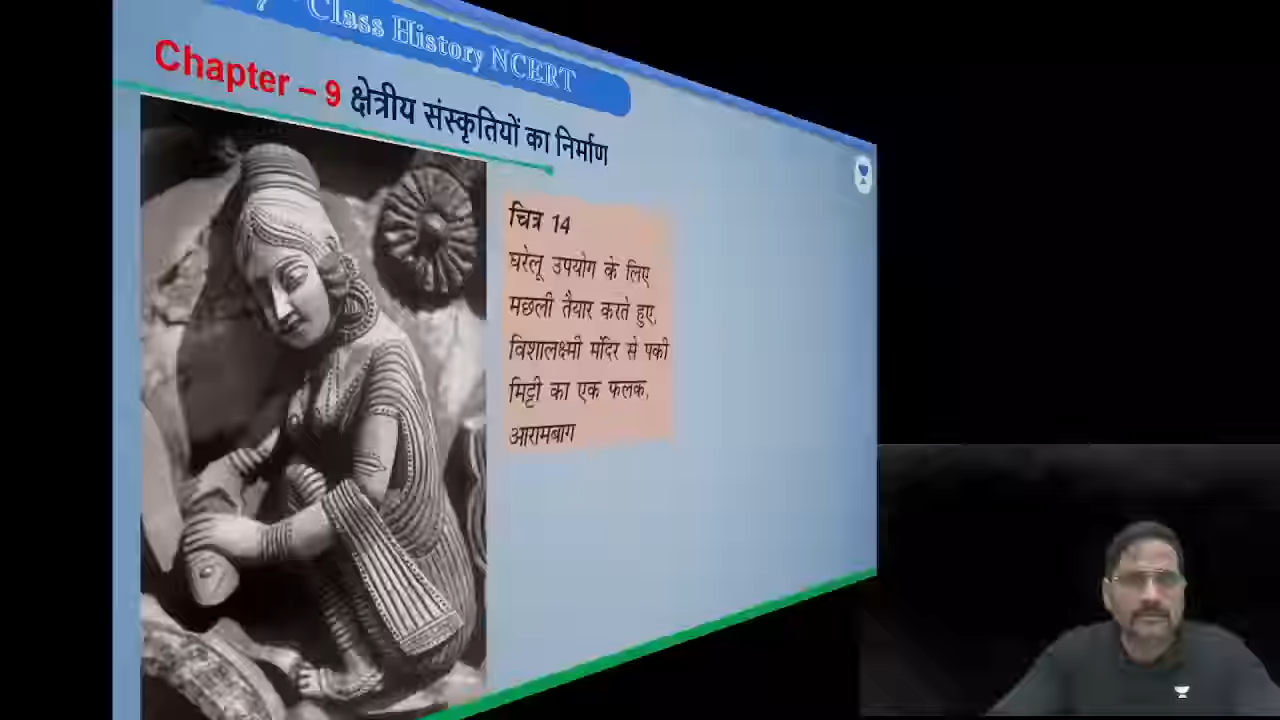 Class History NCERT
Chapter – 9 क्षेत्रीय संस्कृतियों का निर्माण
चित्र 14
घरेलू उपयोग के लिए
मछली तैयार करते हुए,
विशालक्ष्मी मंदिर से पकी
मिट्टी का एक फलक,
आरामबाग